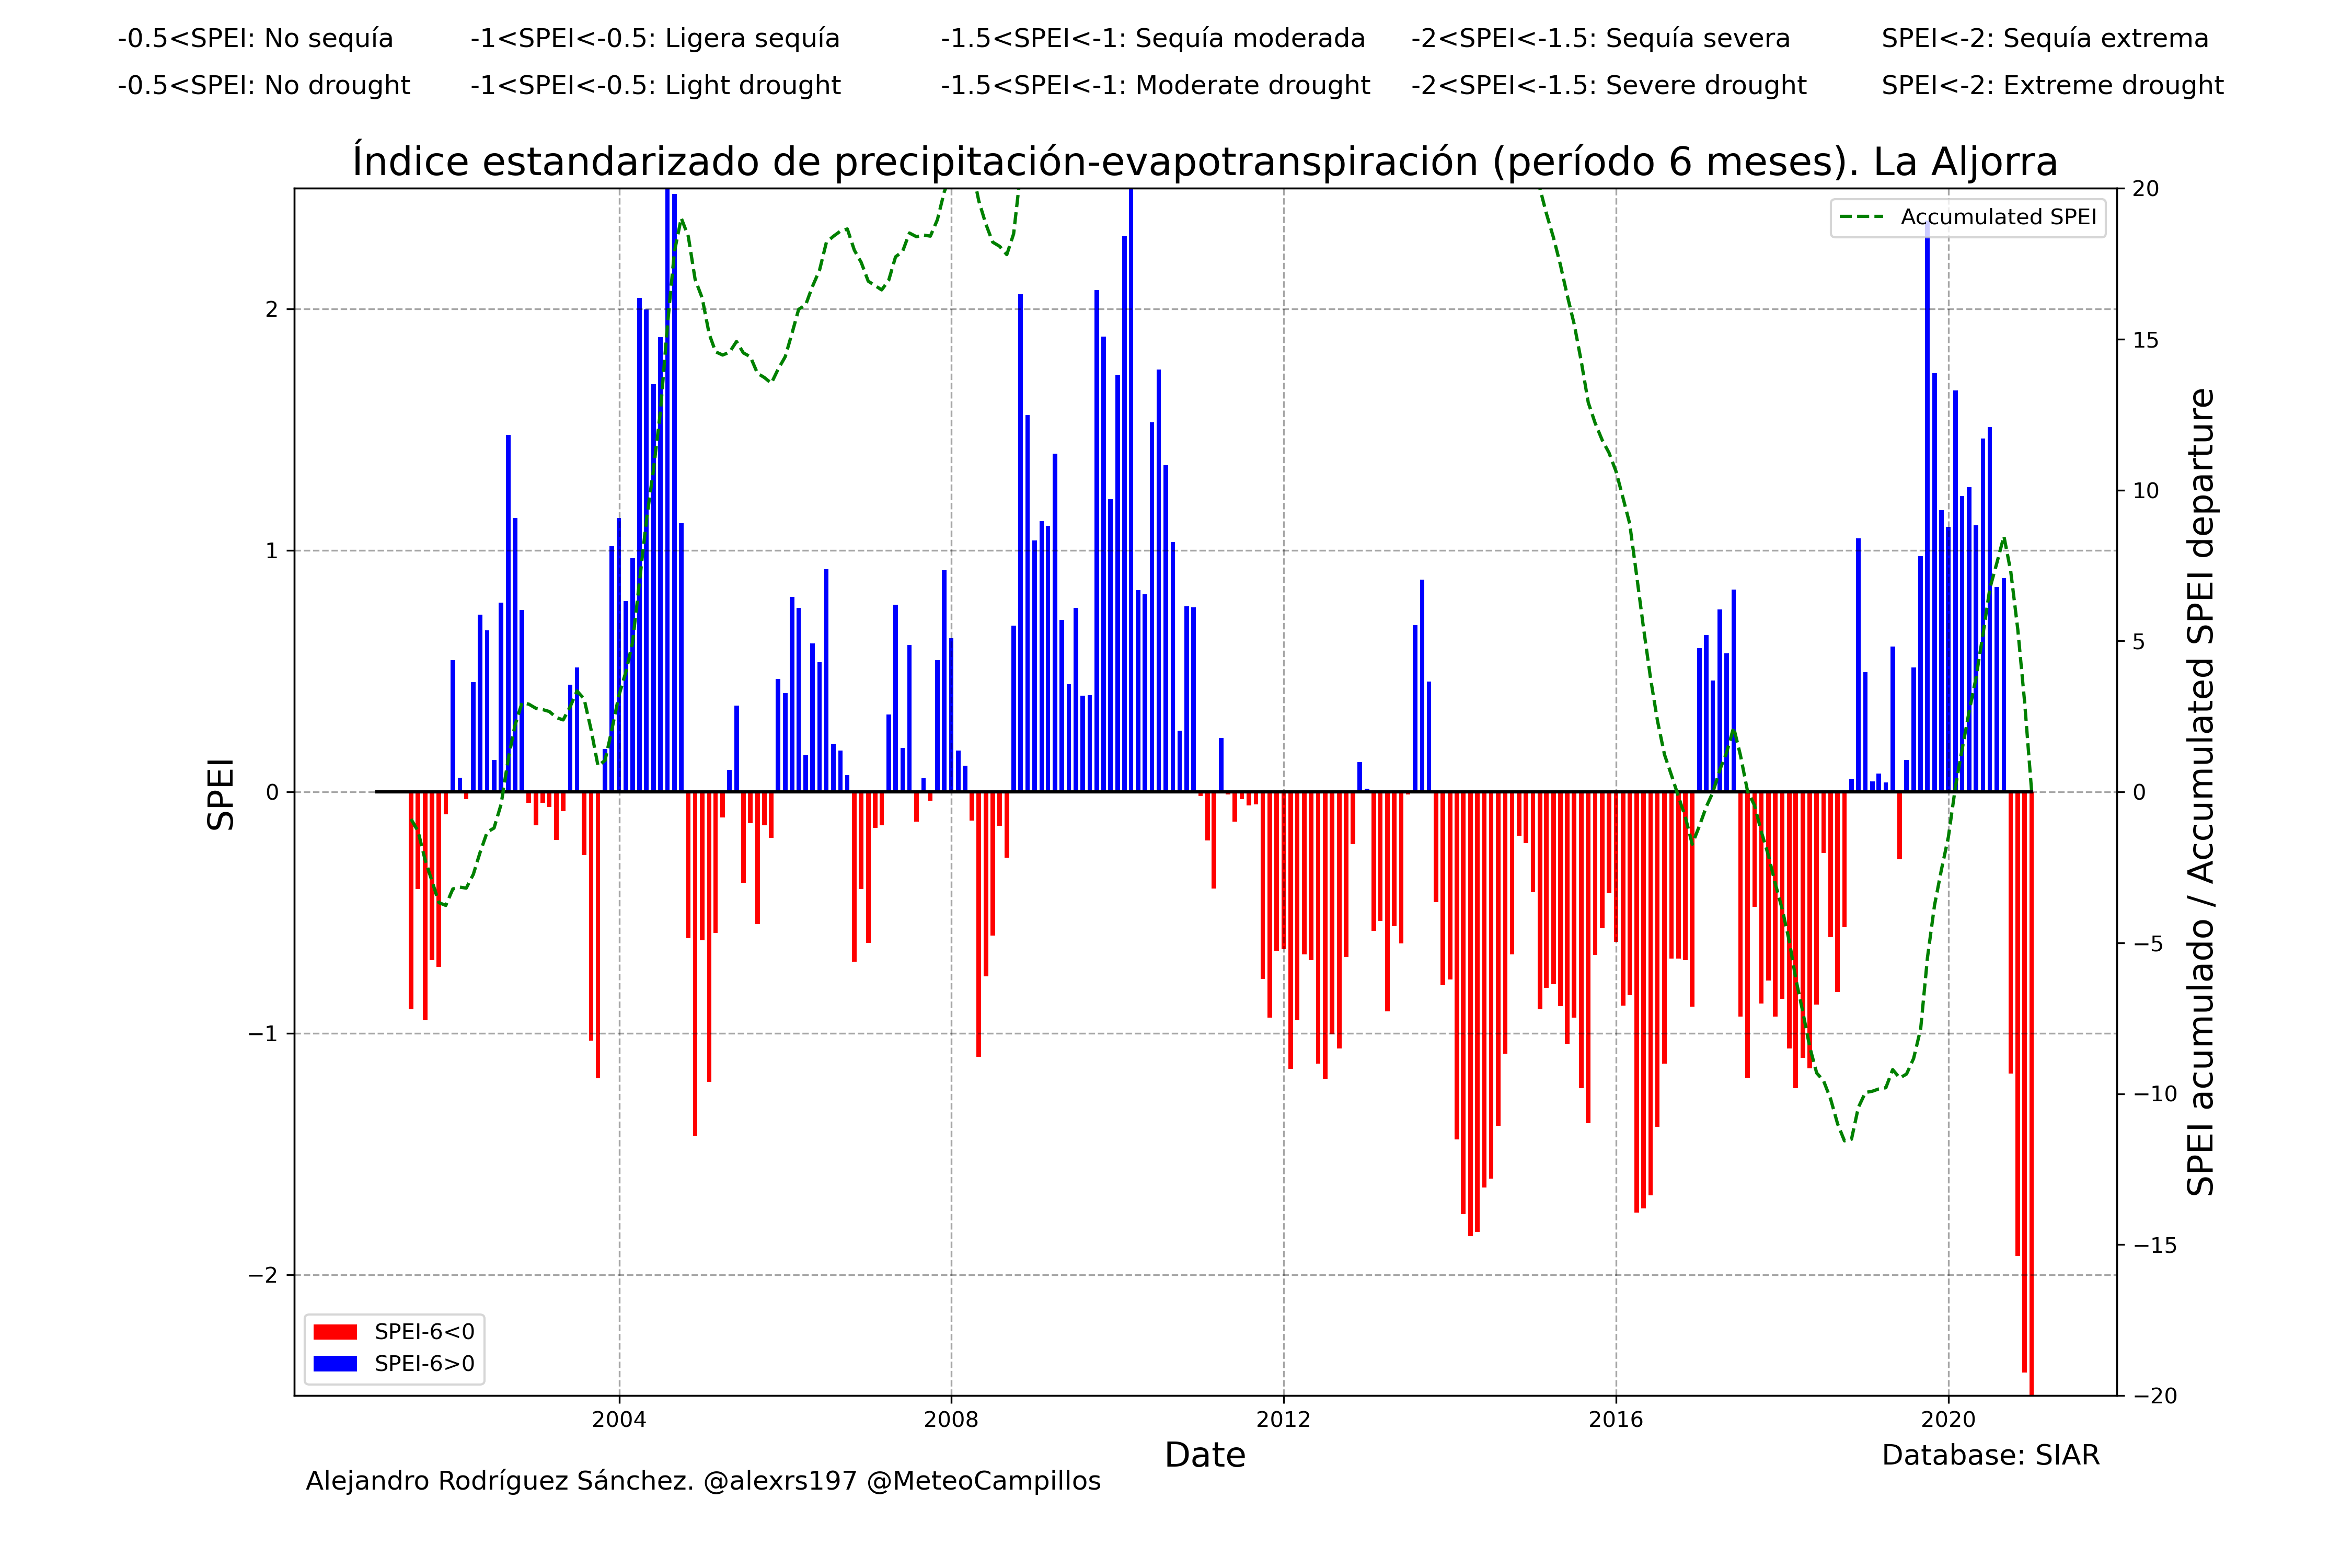 -0.5<SPEI: No sequía -1<SPEI<-0.5: Ligera sequía -1.5<SPEI<-1: Sequía moderada -2<SPEI<-1.5: Sequía severa SPEI<-2: Sequía extrema
-0.5<SPEI: No drought -1<SPEI<-0.5: Light drought -1.5<SPEI<-1: Moderate drought -2<SPEI<-1.5: Severe drought SPEI<-2: Extreme drought
Índice estandarizado de precipitación-evapotranspiración (período 6 meses). La Aljorra
Accumulated SPEI
SPEI
2
1
0
−1
−2
20
15
10
5
0
−5
−10
−15
−20
SPEI acumulado / Accumulated SPEI departure
SPEI-6<0
SPEI-6>0
2004 2008 2012 2016 2020
Date
Database: SIAR
Alejandro Rodríguez Sánchez. @alexrs197 @MeteoCampillos